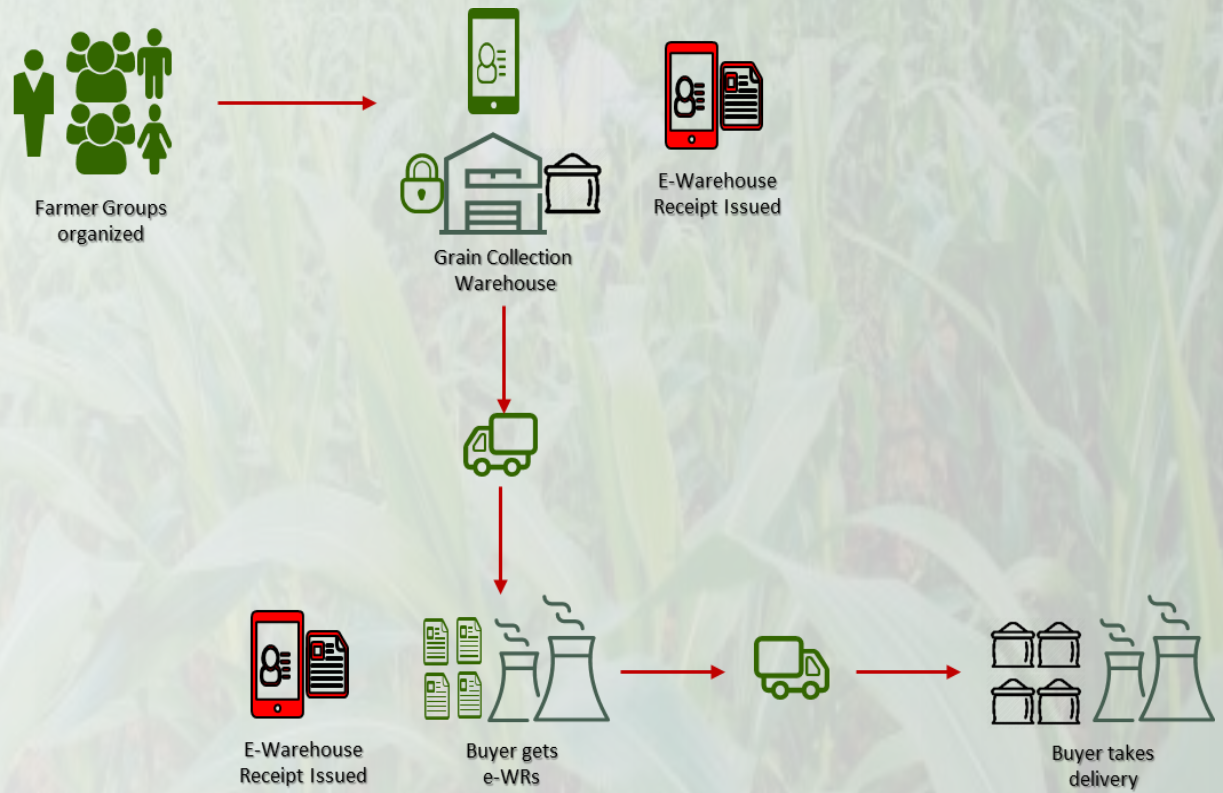 Farmer Groups
organized
Grain Collection
Warehouse
E-Warehouse
Receipt Issued
E-Warehouse
Receipt Issued
Buyer gets
e-WRs
Buyer takes
delivery